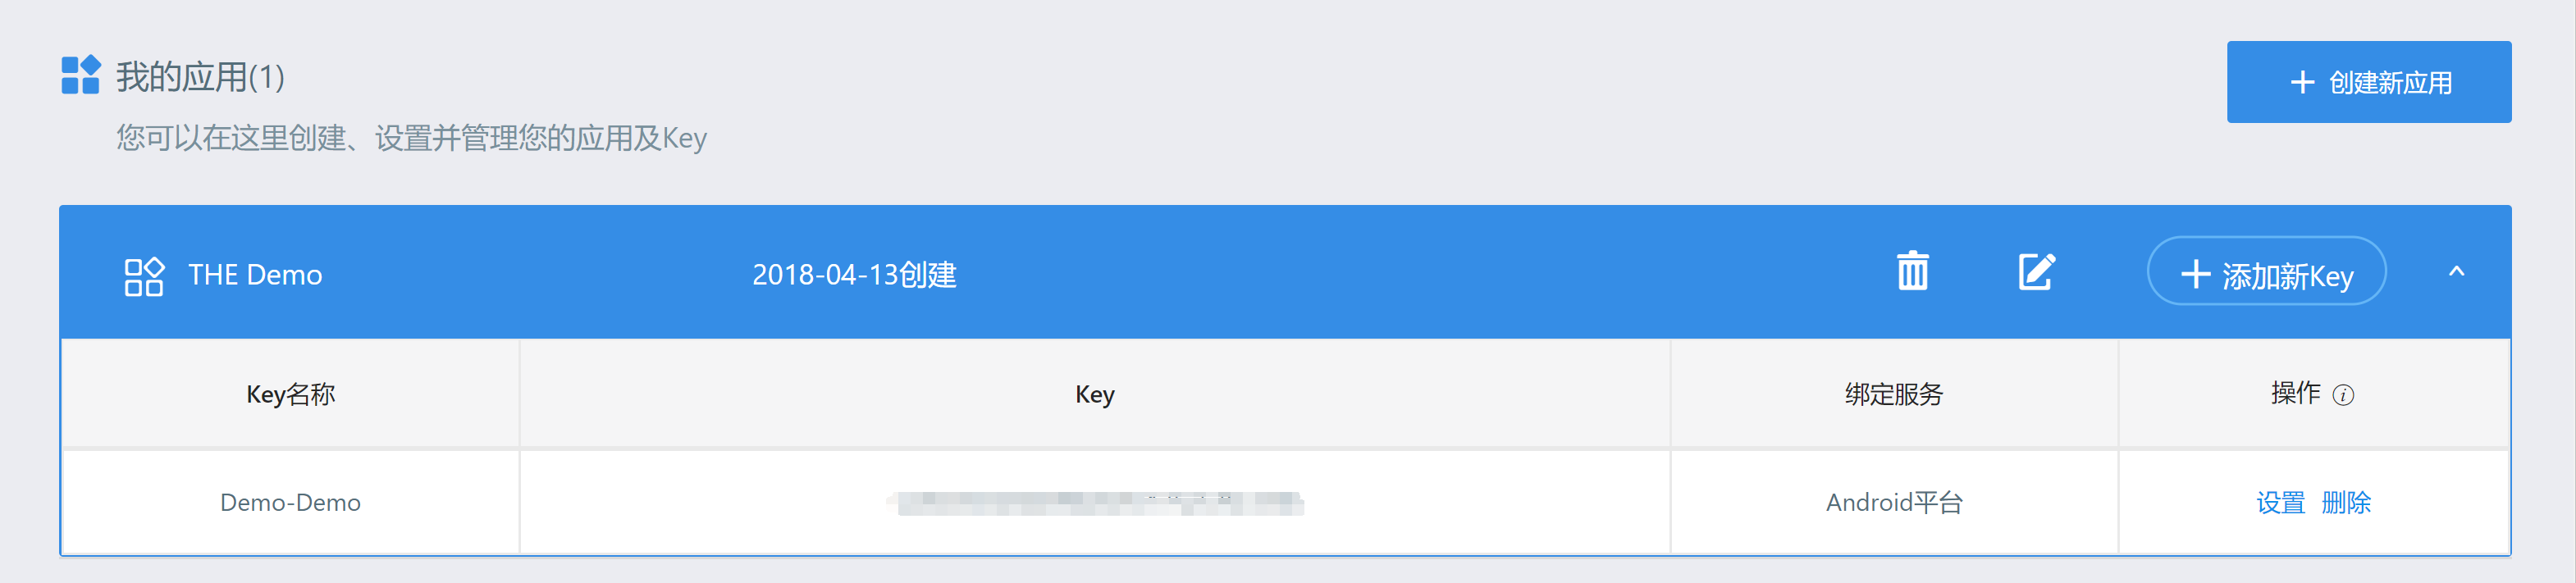 我的应用(1)
创建新应用
您可以在这里创建、设置并管理您的应用及Key
THE Demo 2018-04-13创建 添加新Key
Key名称 Key 绑定服务 操作
Demo-Demo Android平台 设置 删除